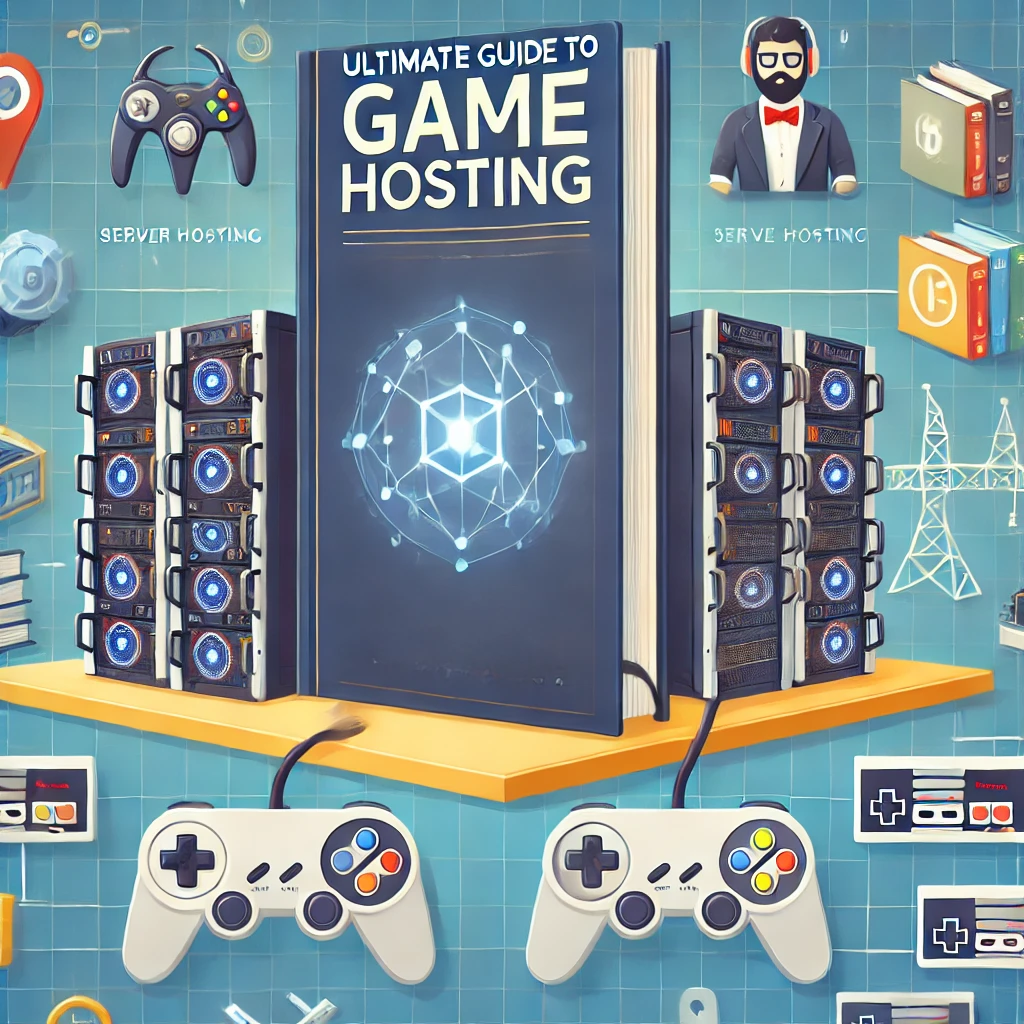 ULTIMATE GUIDE TO
GAME
HOSTING
SERVER HOSTING
SERVE HOSTING